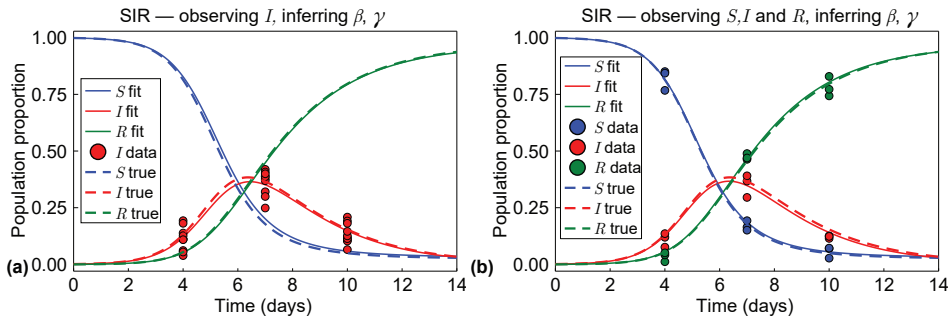 SIR — observing I, inferring β, γ
Population proportion
1.00
0.75
0.50
0.25
0.00
S fit
I fit
R fit
I data
S true
I true
R true
(a)
0 2 4 6 8 10 12 14
Time (days)
SIR — observing S,I and R, inferring β, γ
Population proportion
1.00
0.75
0.50
0.25
0.00
S fit
I fit
R fit
S data
I data
R data
S true
I true
R true
(b)
0 2 4 6 8 10 12 14
Time (days)